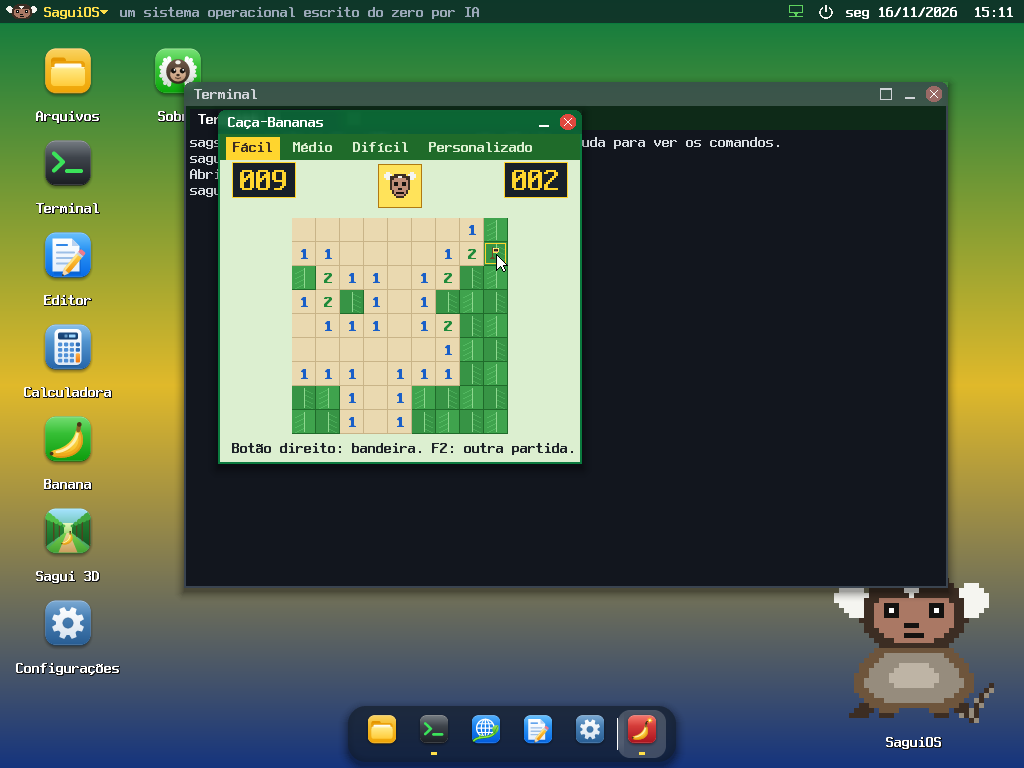 SaguiOS um sistema operacional escrito do zero por IA seg 16/11/2026 15:11
Arquivos
Terminal
Editor
Calculadora
Banana
Sagui 3D
Configurações
Sob
Terminal
Ter
sags
uda para ver os comandos.
sagu
Abri
sagu
Caça-Bananas
Fácil Médio Difícil Personalizado
009 002
1
1 1 1 2
2 1 1 1 2
1 2 1 1
1 1 1 1 2
1
1 1 1 1 1 1
1 1
1 1
Botão direito: bandeira. F2: outra partida.
SaguiOS